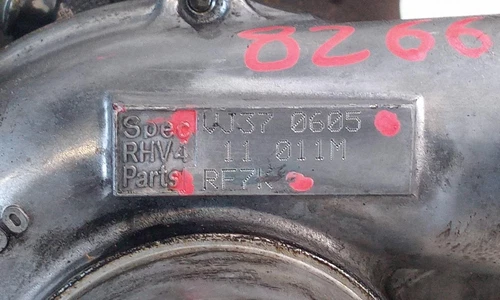 8266
Spec VJ37 0605
RHV4 11 011M
Parts RF7K